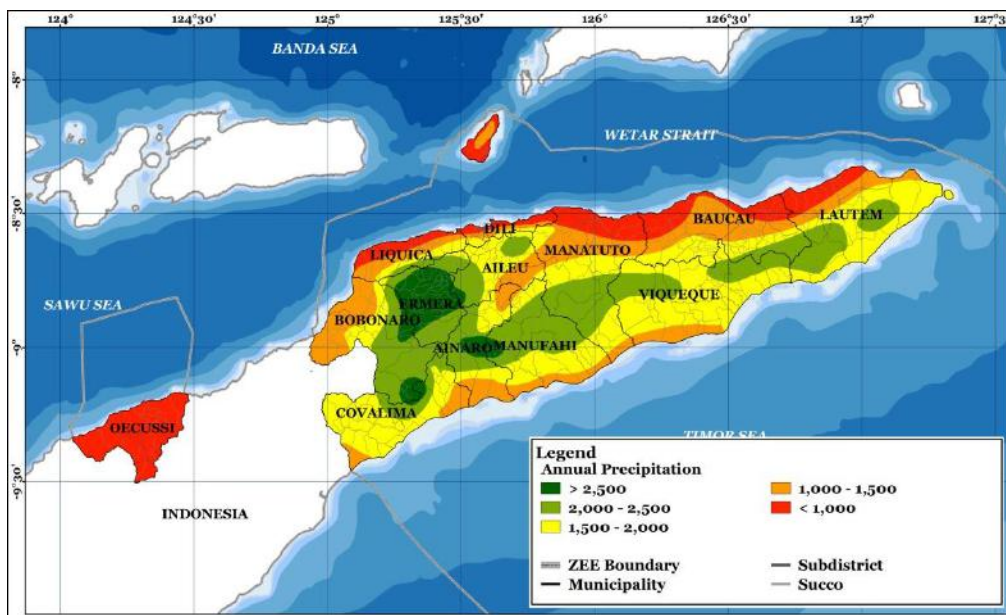 124°
124°30'
125°
125°30'
126°
126°30'
127°
127°30'
BANDA SEA
-8°
WETAR STRAIT
-8°30'
BAUCAU
LAUTEM
DILI
MANATUTO
LIQUICA
AILEU
SAWU SEA
ERMERA
VIQUEQUE
BOBONARO
-9°
AINARO
MANUFAHI
COVALIMA
OECUSSI
TIMOR SEA
-9°30'
INDONESIA
Legend
Annual Precipitation
> 2,500
2,000 - 2,500
1,500 - 2,000
1,000 - 1,500
< 1,000
ZEE Boundary
Municipality
Subdistrict
Succo